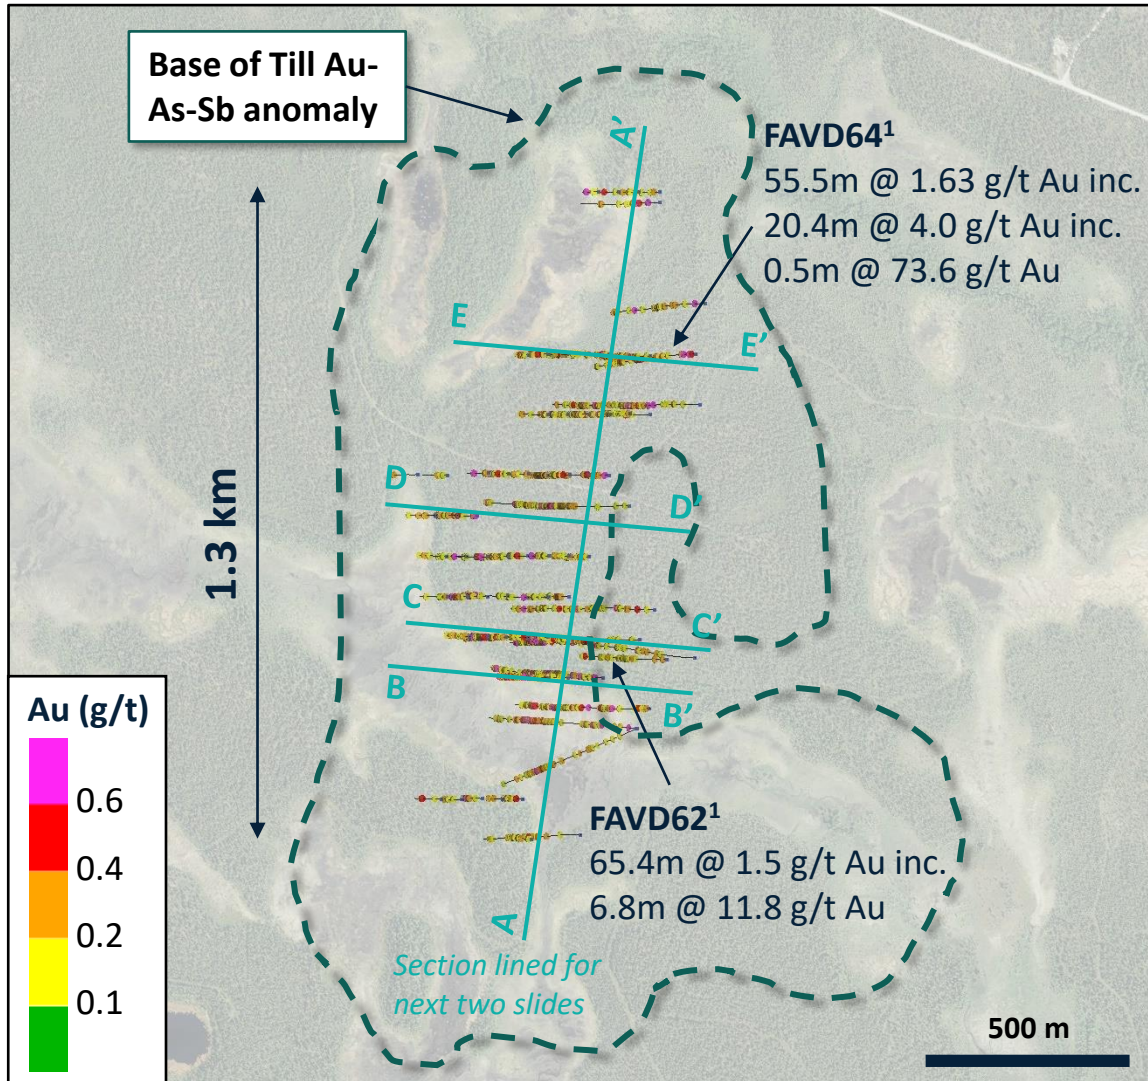 Base of Till Au-
As-Sb anomaly
A'
FAVD64¹
55.5m @ 1.63 g/t Au inc.
20.4m @ 4.0 g/t Au inc.
0.5m @ 73.6 g/t Au
E
E'
1.3 km
D
D'
C
C'
B
B'
Au (g/t)
0.6
0.4
0.2
0.1
FAVD62¹
65.4m @ 1.5 g/t Au inc.
6.8m @ 11.8 g/t Au
A
Section lined for
next two slides
500 m